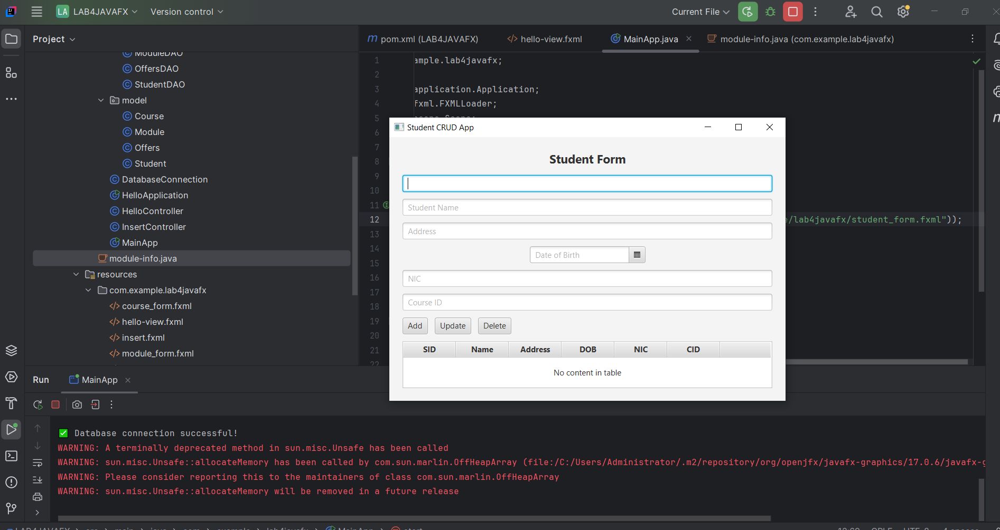 LA LAB4JAVAFX Version control Current File
Project
pom.xml (LAB4JAVAFX) hello-view.fxml MainApp.java module-info.java (com.example.lab4javafx)
ModuleDAO
OffersDAO
StudentDAO
model
Course
Module
Offers
Student
DatabaseConnection
HelloApplication
HelloController
InsertController
MainApp
module-info.java
resources
com.example.lab4javafx
course_form.fxml
hello-view.fxml
insert.fxml
module_form.fxml
1 ample.lab4javafx;
2
3 application.Application;
4 fxml.FXMLLoader;
5
6
7
8
9
10
11
12 /lab4javafx/student_form.fxml"));
13
14
15
16
17
18
19
20
21
22
Student CRUD App
Student Form
Student Name
Address
Date of Birth
NIC
Course ID
Add Update Delete
SID Name Address DOB NIC CID
No content in table
Run MainApp
Database connection successful!
WARNING: A terminally deprecated method in sun.misc.Unsafe has been called
WARNING: sun.misc.Unsafe::allocateMemory has been called by com.sun.marlin.OffHeapArray (file:/C:/Users/Administrator/.m2/repository/org/openjfx/javafx-graphics/17.0.6/javafx-g
WARNING: Please consider reporting this to the maintainers of class com.sun.marlin.OffHeapArray
WARNING: sun.misc.Unsafe::allocateMemory will be removed in a future release